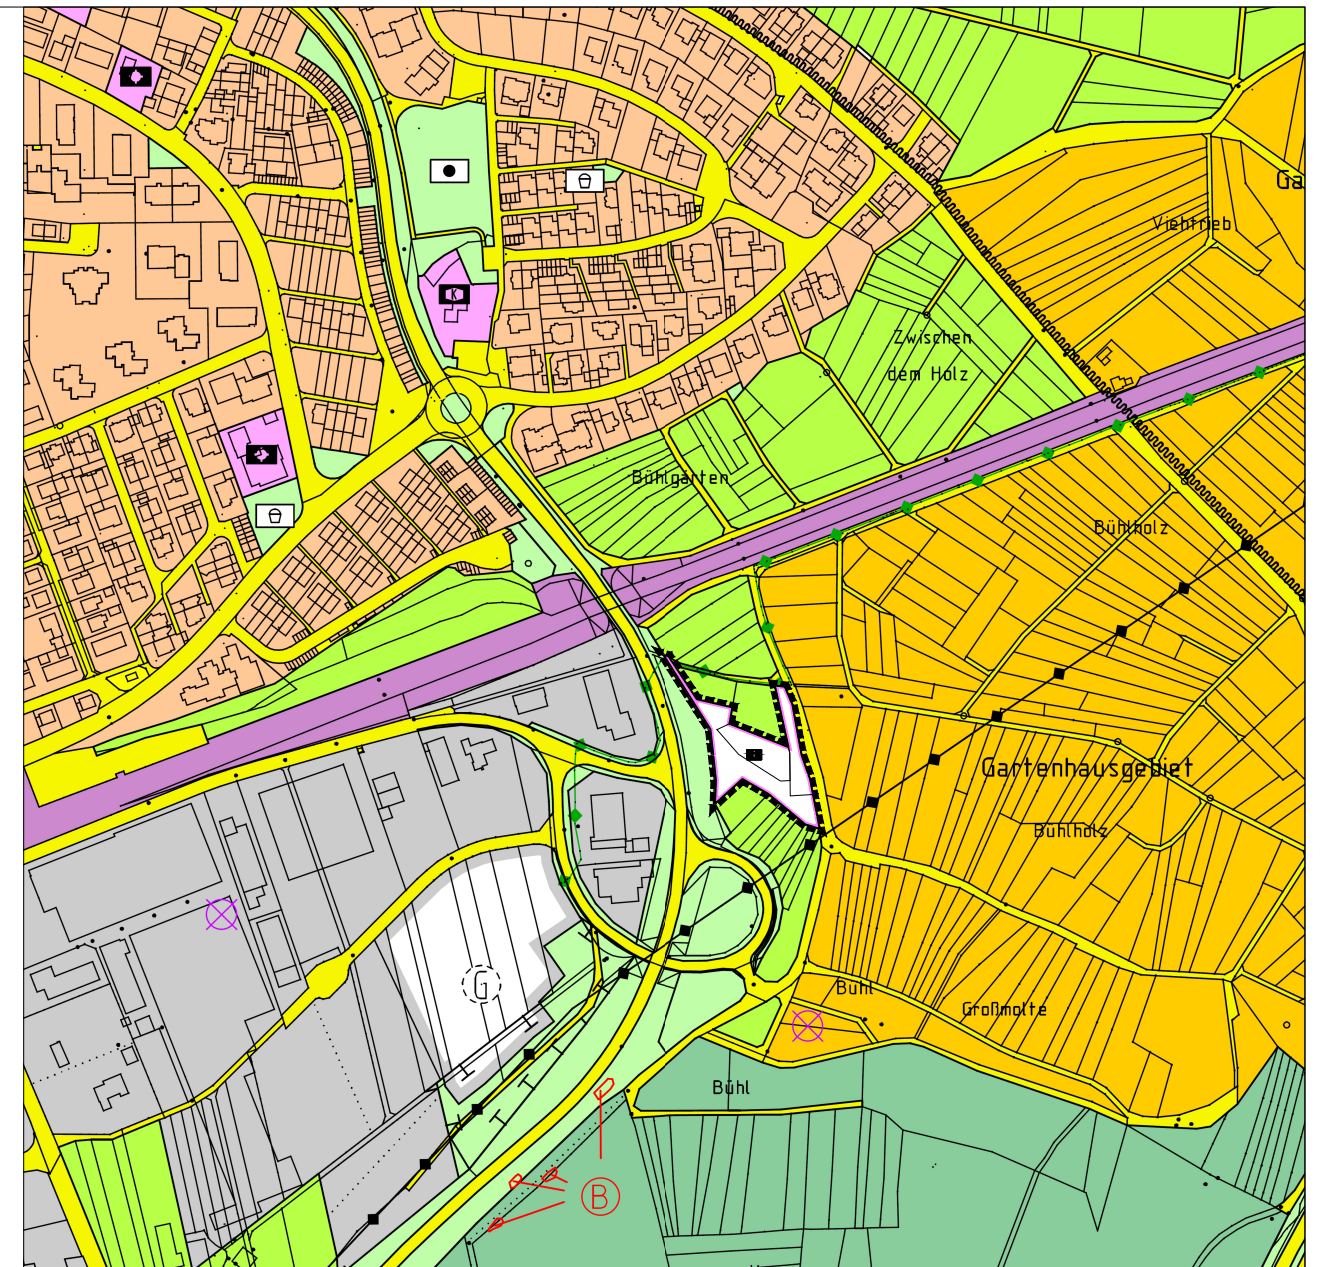 Ga
Viehtrieb
K
Zwischen
dem Holz
Bühlgärten
Bühlholz
Gartenhausgebiet
Bühlholz
G
Bühl
Großmolte
Bühl
B